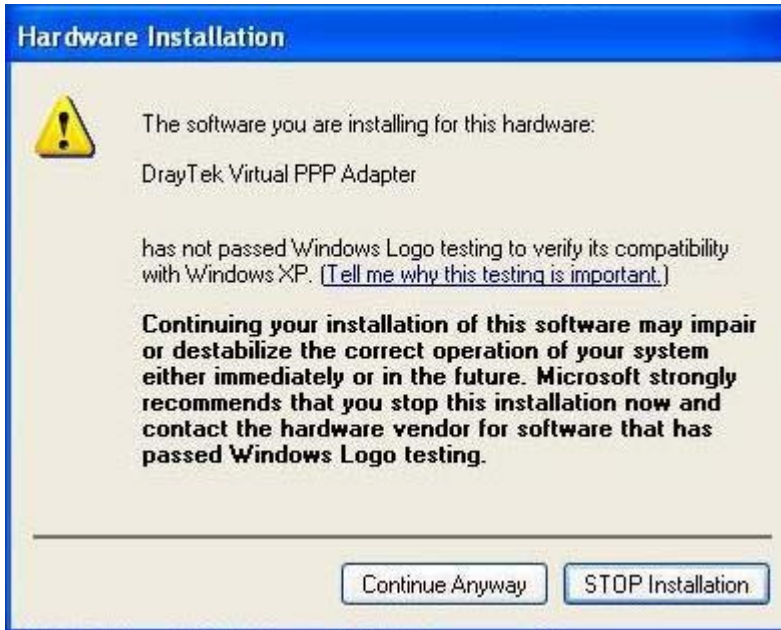 Hardware Installation
The software you are installing for this hardware:
DrayTek Virtual PPP Adapter
has not passed Windows Logo testing to verify its compatibility
with Windows XP. (Tell me why this testing is important.)
Continuing your installation of this software may impair
or destabilize the correct operation of your system
either immediately or in the future. Microsoft strongly
recommends that you stop this installation now and
contact the hardware vendor for software that has
passed Windows Logo testing.
Continue Anyway
STOP Installation